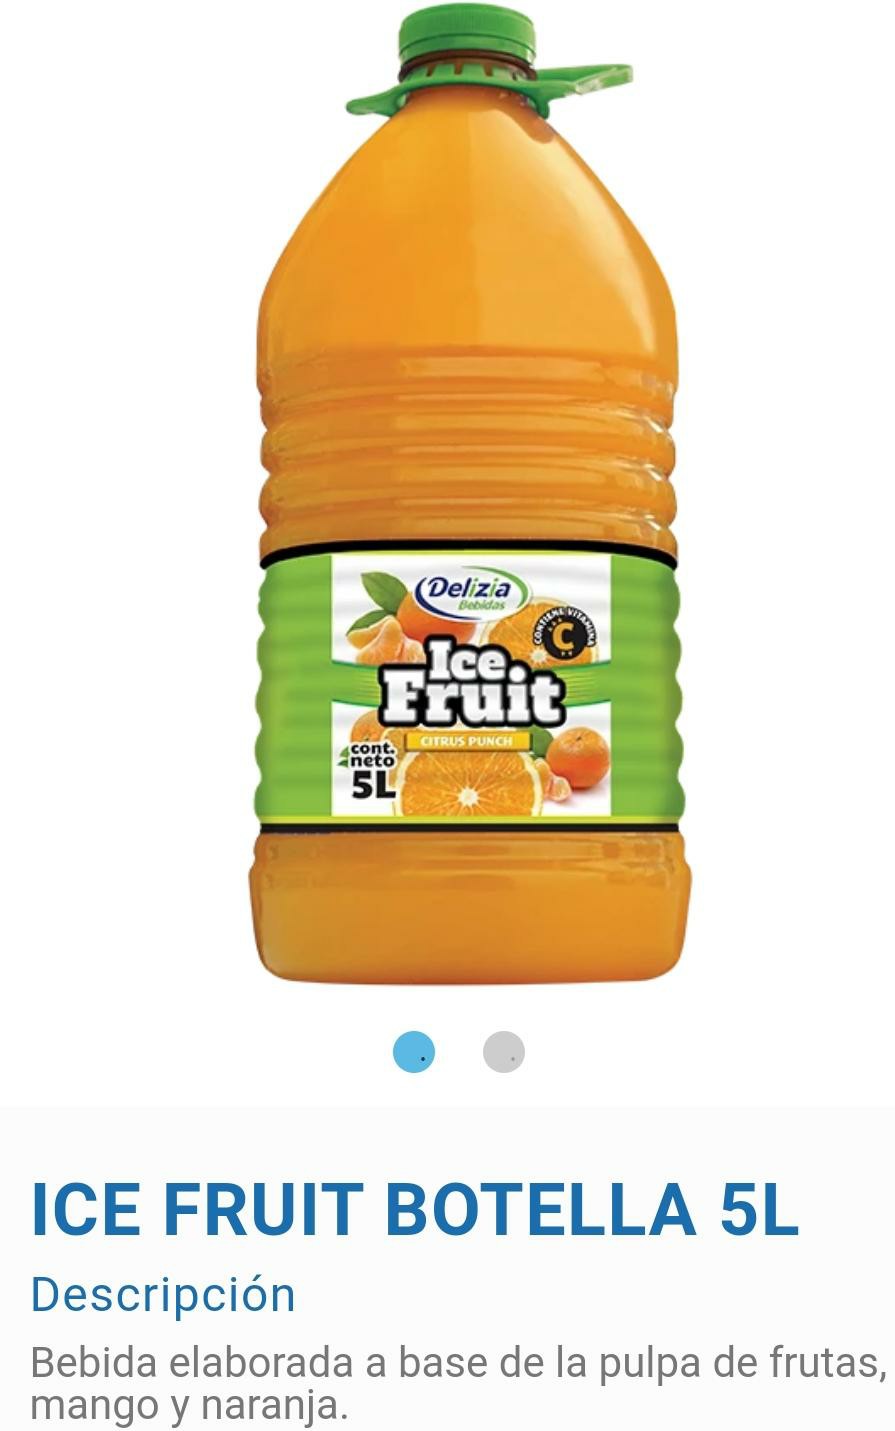 Delizia
Bebidas
CONTIENE VITAMINA
C
Ice
Fruit
CITRUS PUNCH
cont.
neto
5L
ICE FRUIT BOTELLA 5L
Descripción
Bebida elaborada a base de la pulpa de frutas,
mango y naranja.